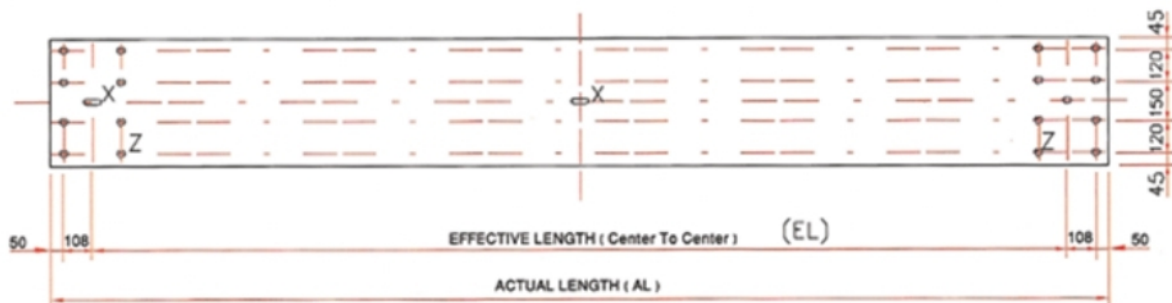 45
120
150
120
45
X
X
Z
Z
50
108
EFFECTIVE LENGTH ( Center To Center ) (EL)
108
50
ACTUAL LENGTH ( AL )